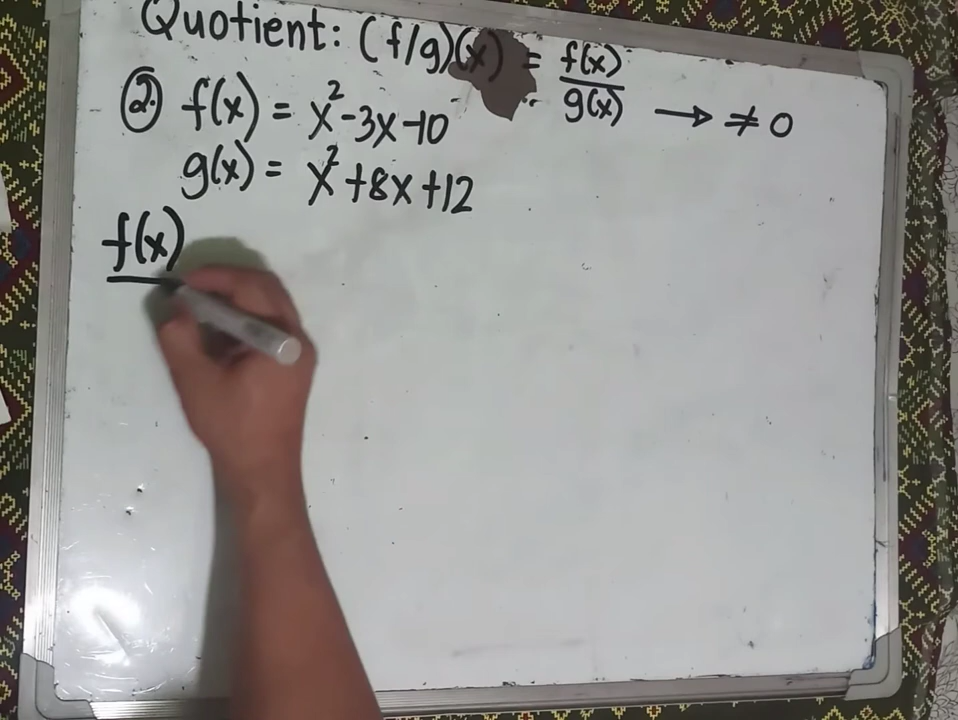 Quotient: (f/g)(x) = f(x)/g(x) → ≠ 0
②. f(x) = x²-3x-10
g(x) = x²+8x+12
f(x)